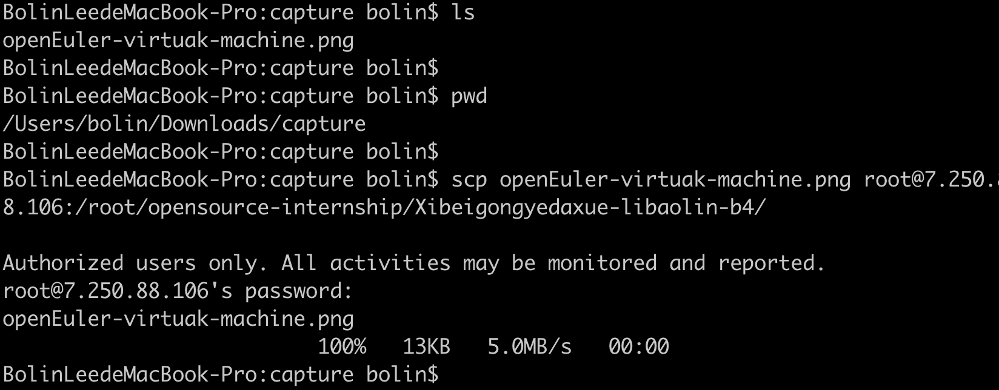 BolinLeedeMacBook-Pro:capture bolin$ ls
openEuler-virtuak-machine.png
BolinLeedeMacBook-Pro:capture bolin$
BolinLeedeMacBook-Pro:capture bolin$ pwd
/Users/bolin/Downloads/capture
BolinLeedeMacBook-Pro:capture bolin$
BolinLeedeMacBook-Pro:capture bolin$ scp openEuler-virtuak-machine.png root@7.250.8
8.106:/root/opensource-internship/Xibeigongyedaxue-libaolin-b4/
Authorized users only. All activities may be monitored and reported.
root@7.250.88.106's password:
openEuler-virtuak-machine.png
100% 13KB 5.0MB/s 00:00
BolinLeedeMacBook-Pro:capture bolin$